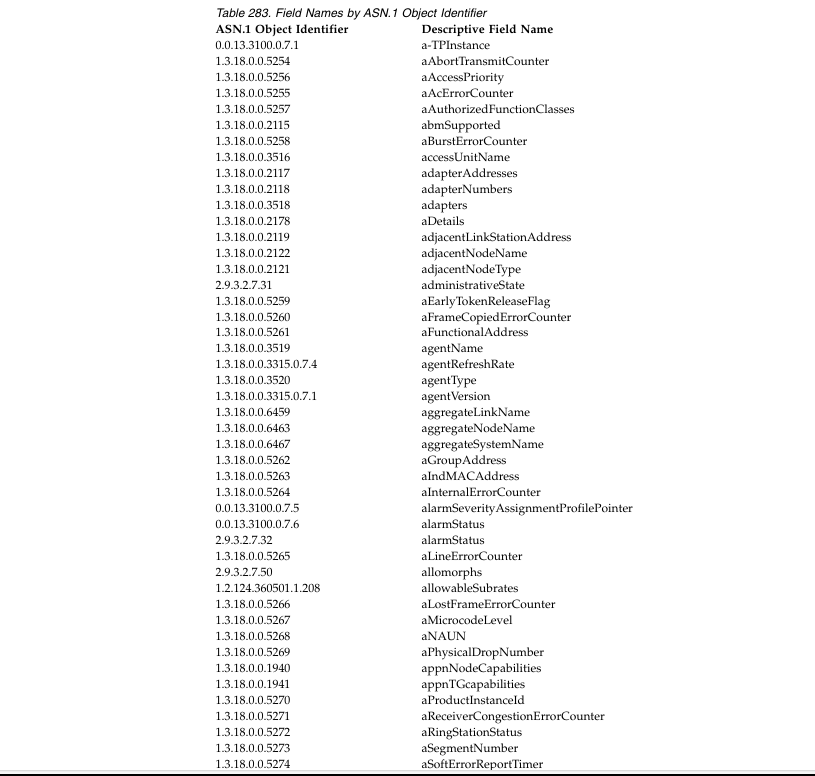 Table 283. Field Names by ASN.1 Object Identifier
ASN.1 Object Identifier Descriptive Field Name
0.0.13.3100.0.7.1 a-TPInstance
1.3.18.0.0.5254 aAbortTransmitCounter
1.3.18.0.0.5256 aAccessPriority
1.3.18.0.0.5255 aAcErrorCounter
1.3.18.0.0.5257 aAuthorizedFunctionClasses
1.3.18.0.0.2115 abmSupported
1.3.18.0.0.5258 aBurstErrorCounter
1.3.18.0.0.3516 accessUnitName
1.3.18.0.0.2117 adapterAddresses
1.3.18.0.0.2118 adapterNumbers
1.3.18.0.0.3518 adapters
1.3.18.0.0.2178 aDetails
1.3.18.0.0.2119 adjacentLinkStationAddress
1.3.18.0.0.2122 adjacentNodeName
1.3.18.0.0.2121 adjacentNodeType
2.9.3.2.7.31 administrativeState
1.3.18.0.0.5259 aEarlyTokenReleaseFlag
1.3.18.0.0.5260 aFrameCopiedErrorCounter
1.3.18.0.0.5261 aFunctionalAddress
1.3.18.0.0.3519 agentName
1.3.18.0.0.3315.0.7.4 agentRefreshRate
1.3.18.0.0.3520 agentType
1.3.18.0.0.3315.0.7.1 agentVersion
1.3.18.0.0.6459 aggregateLinkName
1.3.18.0.0.6463 aggregateNodeName
1.3.18.0.0.6467 aggregateSystemName
1.3.18.0.0.5262 aGroupAddress
1.3.18.0.0.5263 aIndMACAddress
1.3.18.0.0.5264 aInternalErrorCounter
0.0.13.3100.0.7.5 alarmSeverityAssignmentProfilePointer
0.0.13.3100.0.7.6 alarmStatus
2.9.3.2.7.32 alarmStatus
1.3.18.0.0.5265 aLineErrorCounter
2.9.3.2.7.50 allomorphs
1.2.124.360501.1.208 allowableSubrates
1.3.18.0.0.5266 aLostFrameErrorCounter
1.3.18.0.0.5267 aMicrocodeLevel
1.3.18.0.0.5268 aNAUN
1.3.18.0.0.5269 aPhysicalDropNumber
1.3.18.0.0.1940 appnNodeCapabilities
1.3.18.0.0.1941 appnTGcapabilities
1.3.18.0.0.5270 aProductInstanceId
1.3.18.0.0.5271 aReceiverCongestionErrorCounter
1.3.18.0.0.5272 aRingStationStatus
1.3.18.0.0.5273 aSegmentNumber
1.3.18.0.0.5274 aSoftErrorReportTimer